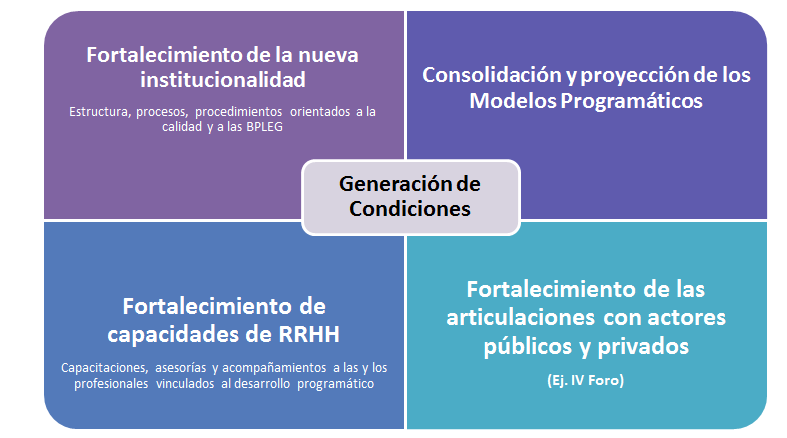 Fortalecimiento de la nueva
institucionalidad
Estructura, procesos, procedimientos orientados a la
calidad y a las BPLEG
Consolidación y proyección de los
Modelos Programáticos
Generación de
Condiciones
Fortalecimiento de
capacidades de RRHH
Capacitaciones, asesorías y acompañamientos a las y los
profesionales vinculados al desarrollo programático
Fortalecimiento de las
articulaciones con actores
públicos y privados
(Ej. IV Foro)